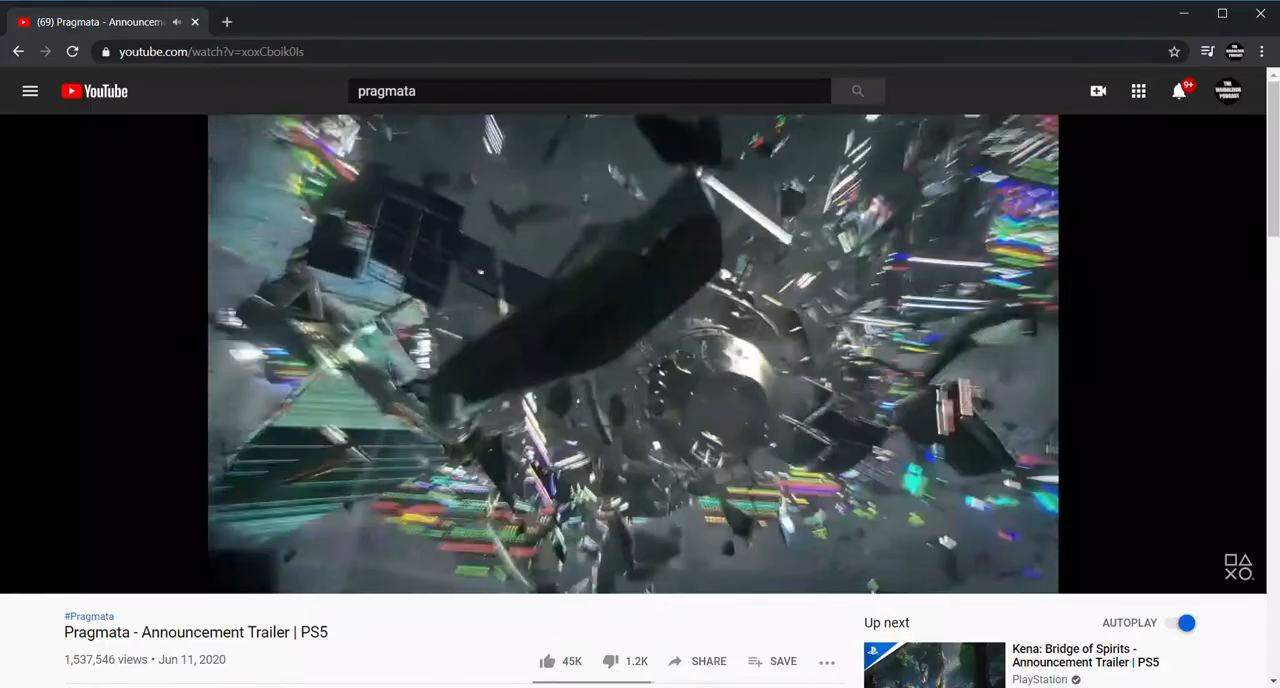 (69) Pragmata - Announcem
youtube.com/watch?v=xoxCboik0Is
YouTube
pragmata
9+
#Pragmata
Pragmata - Announcement Trailer | PS5
1,537,546 views • Jun 11, 2020
45K
1.2K
SHARE
SAVE
Up next
AUTOPLAY
Kena: Bridge of Spirits -
Announcement Trailer | PS5
PlayStation